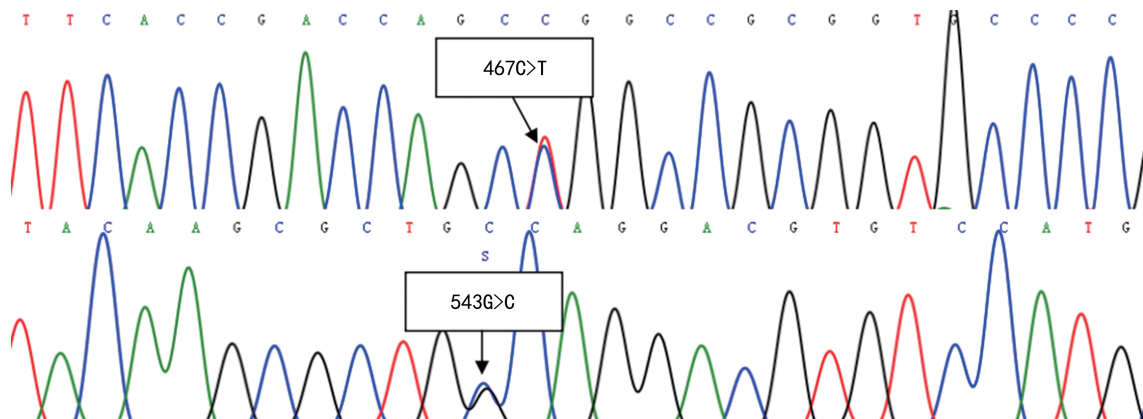 T T C A C C G A C C A G C C G G C C G C G G T G C C C C
467C>T
T A C A A G C G C T G C C A G G A C G T G T C C A T G
S
543G>C